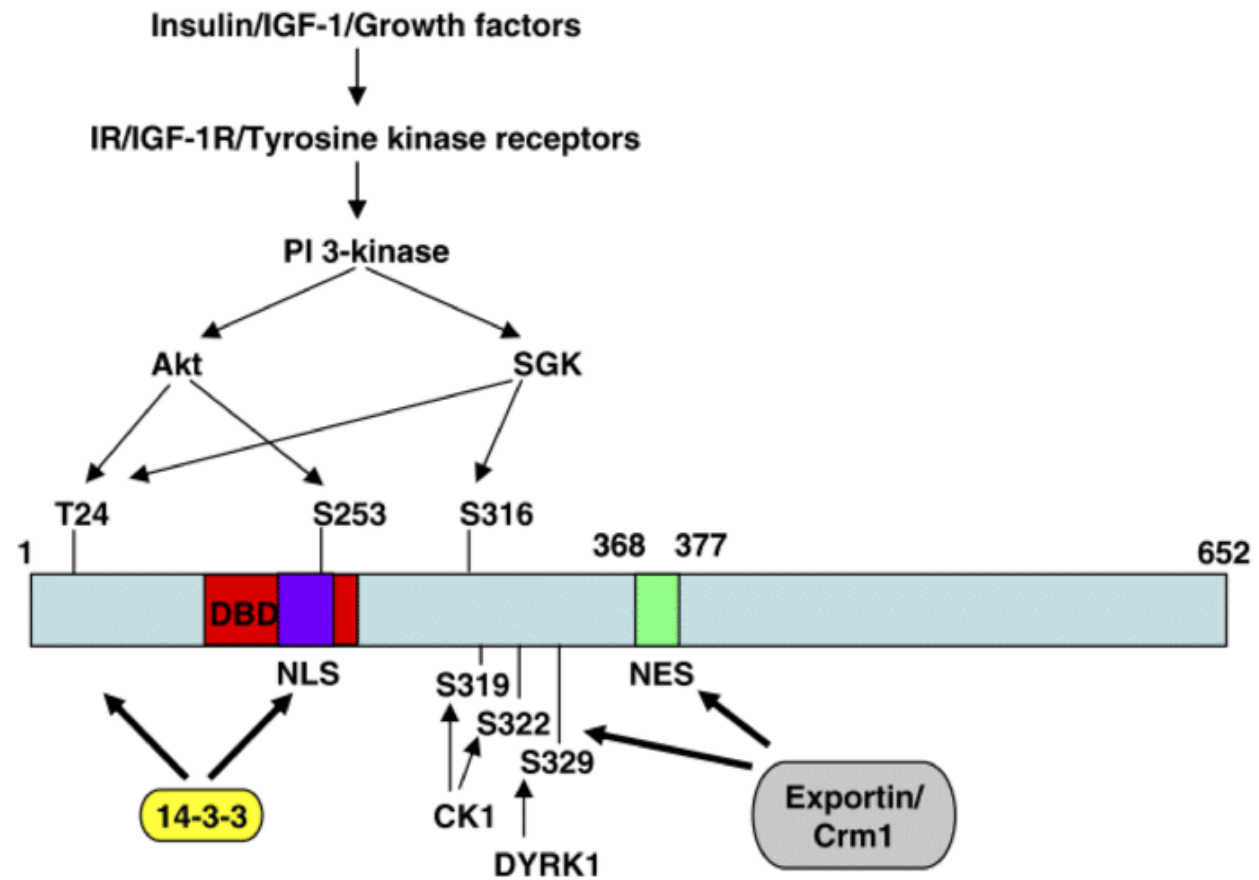 Insulin/IGF-1/Growth factors
IR/IGF-1R/Tyrosine kinase receptors
PI 3-kinase
Akt
SGK
T24
S253
S316
1
368
377
652
DBD
NLS
NES
S319
S322
S329
14-3-3
CK1
DYRK1
Exportin/
Crm1